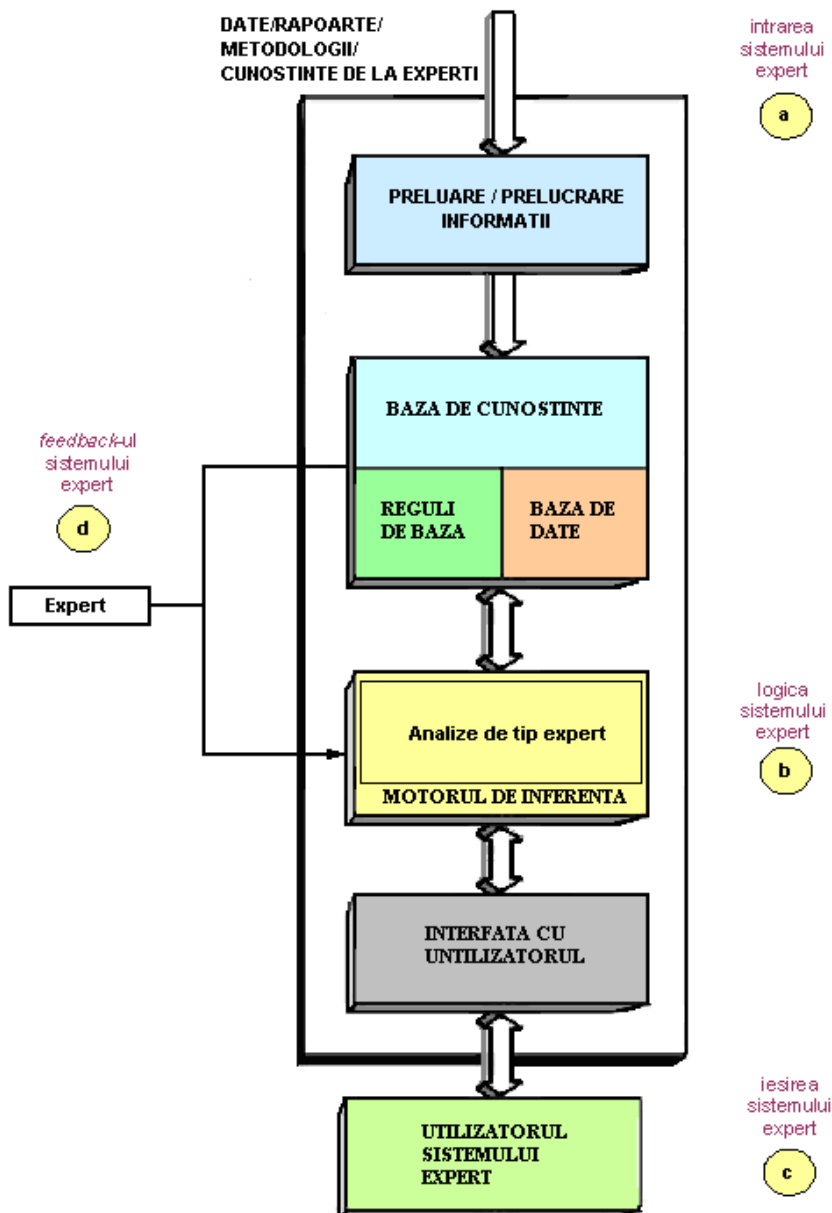 DATE/RAPOARTE/
METODOLOGII/
CUNOSTINTE DE LA EXPERTI
intrarea
sistemului
expert
a
PRELUARE / PRELUCRARE
INFORMATII
BAZA DE CUNOSTINTE
REGULI
DE BAZA
BAZA DE
DATE
feedback-ul
sistemului
expert
d
Expert
Analize de tip expert
MOTORUL DE INFERENTA
logica
sistemului
expert
b
INTERFATA CU
UNTILIZATORUL
UTILIZATORUL
SISTEMULUI
EXPERT
iesirea
sistemului
expert
c